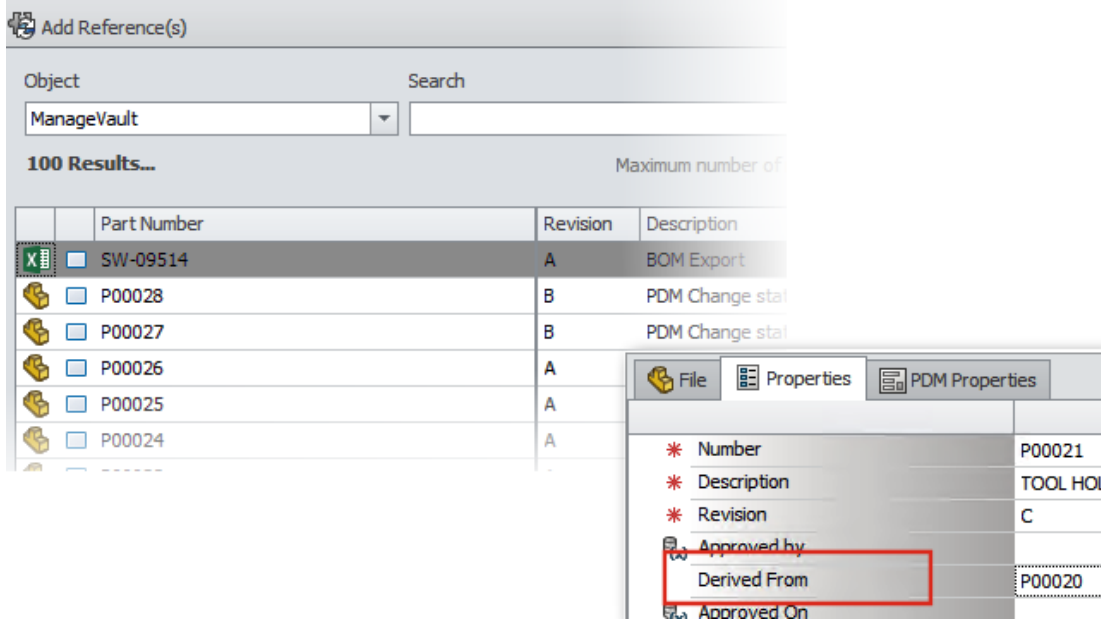 Add Reference(s)
Object Search
ManageVault
100 Results... Maximum number of
Part Number Revision Description
SW-09514 A BOM Export
P00028 B PDM Change stat
P00027 B PDM Change stat
P00026 A
P00025 A
P00024 A
File Properties PDM Properties
Number P00021
Description TOOL HOL
Revision C
Approved by
Derived From P00020
Approved On